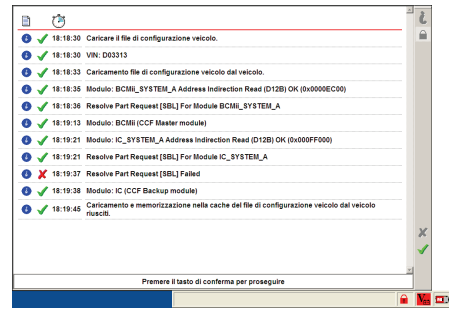 18:18:30 Caricare il file di configurazione veicolo.
18:18:30 VIN: D03313
18:18:33 Caricamento file di configurazione veicolo dal veicolo.
18:18:35 Modulo: BCMii_SYSTEM_A Address Indirection Read (D12B) OK (0x0000EC00)
18:18:36 Resolve Part Request [SBL] For Module BCMii_SYSTEM_A
18:19:13 Modulo: BCMii (CCF Master module)
18:19:21 Modulo: IC_SYSTEM_A Address Indirection Read (D12B) OK (0x000FF000)
18:19:21 Resolve Part Request [SBL] For Module IC_SYSTEM_A
18:19:37 Resolve Part Request [SBL] Failed
18:19:38 Modulo: IC (CCF Backup module)
18:19:45 Caricamento e memorizzazione nella cache del file di configurazione veicolo dal veicolo
riusciti.
Premere il tasto di conferma per proseguire